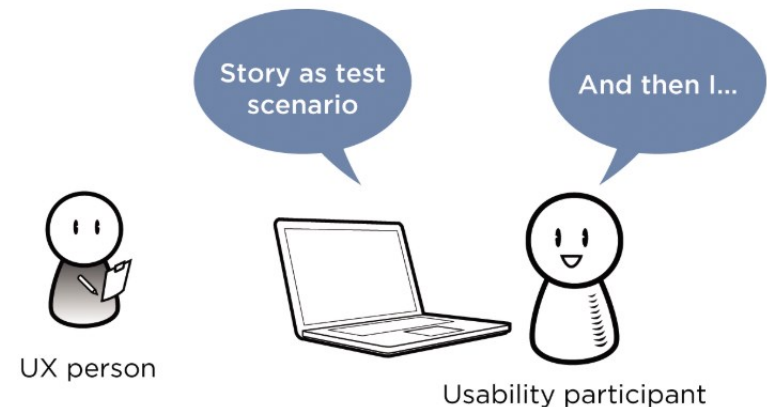 Story as test
scenario
And then I...
UX person
Usability participant